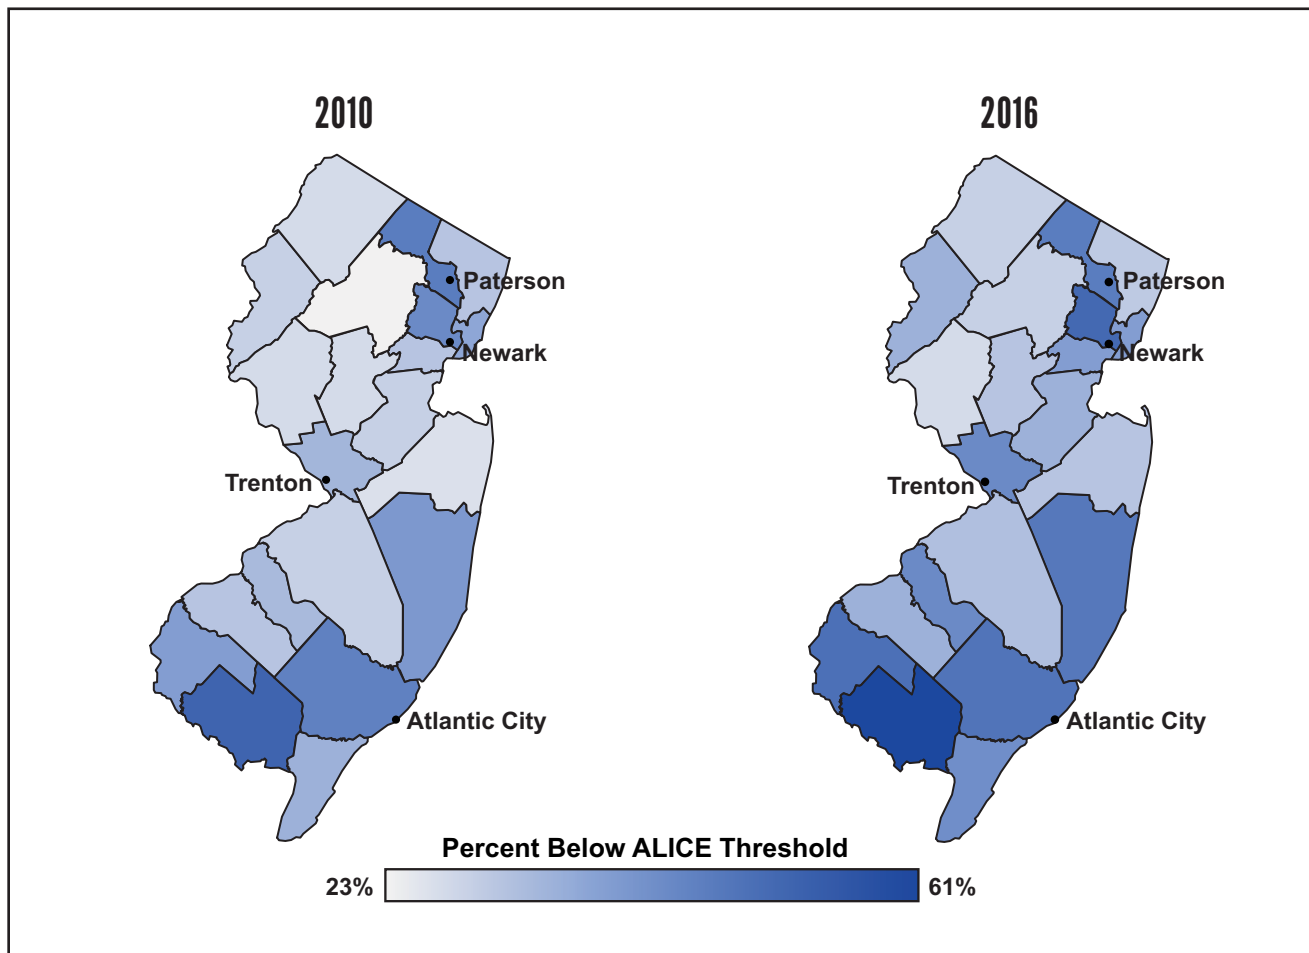 2010
2016
Paterson
Newark
Trenton
Atlantic City
Paterson
Newark
Trenton
Atlantic City
Percent Below ALICE Threshold
23%
61%